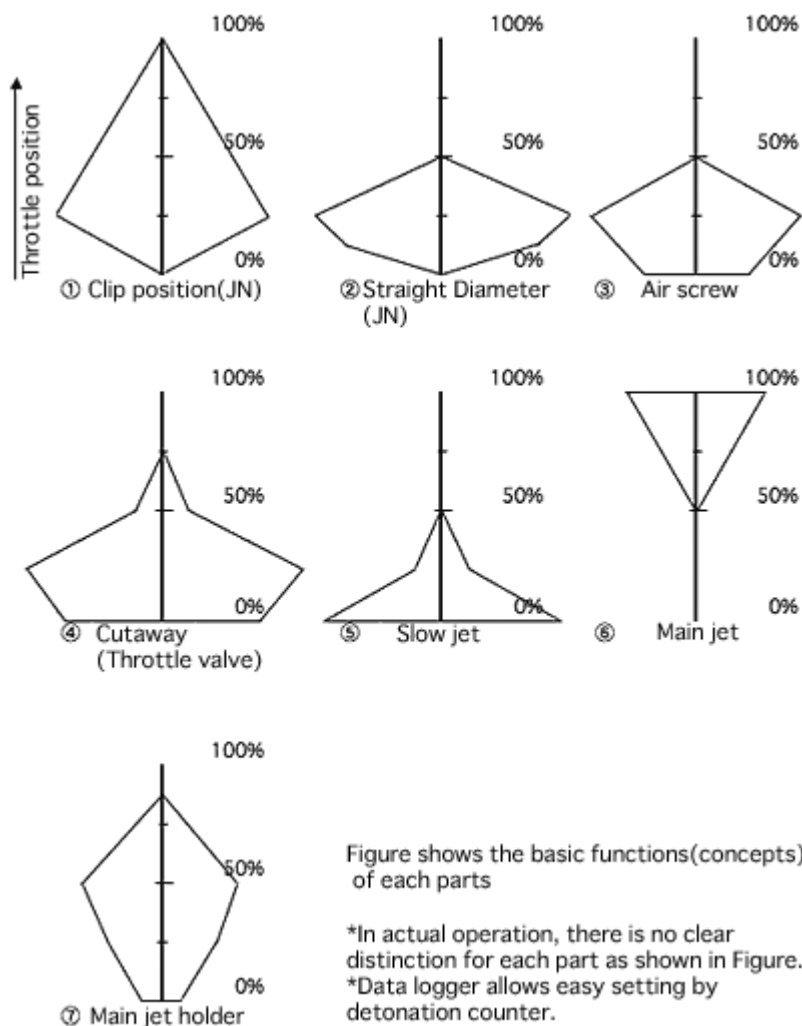 100%
100%
100%
Throttle position
50%
50%
50%
0%
0%
0%
① Clip position(JN)
② Straight Diameter
(JN)
③ Air screw
100%
100%
100%
50%
50%
50%
0%
0%
0%
④ Cutaway
(Throttle valve)
⑤ Slow jet
⑥ Main jet
100%
50%
0%
⑦ Main jet holder
Figure shows the basic functions(concepts)
of each parts
*In actual operation, there is no clear
distinction for each part as shown in Figure.
*Data logger allows easy setting by
detonation counter.